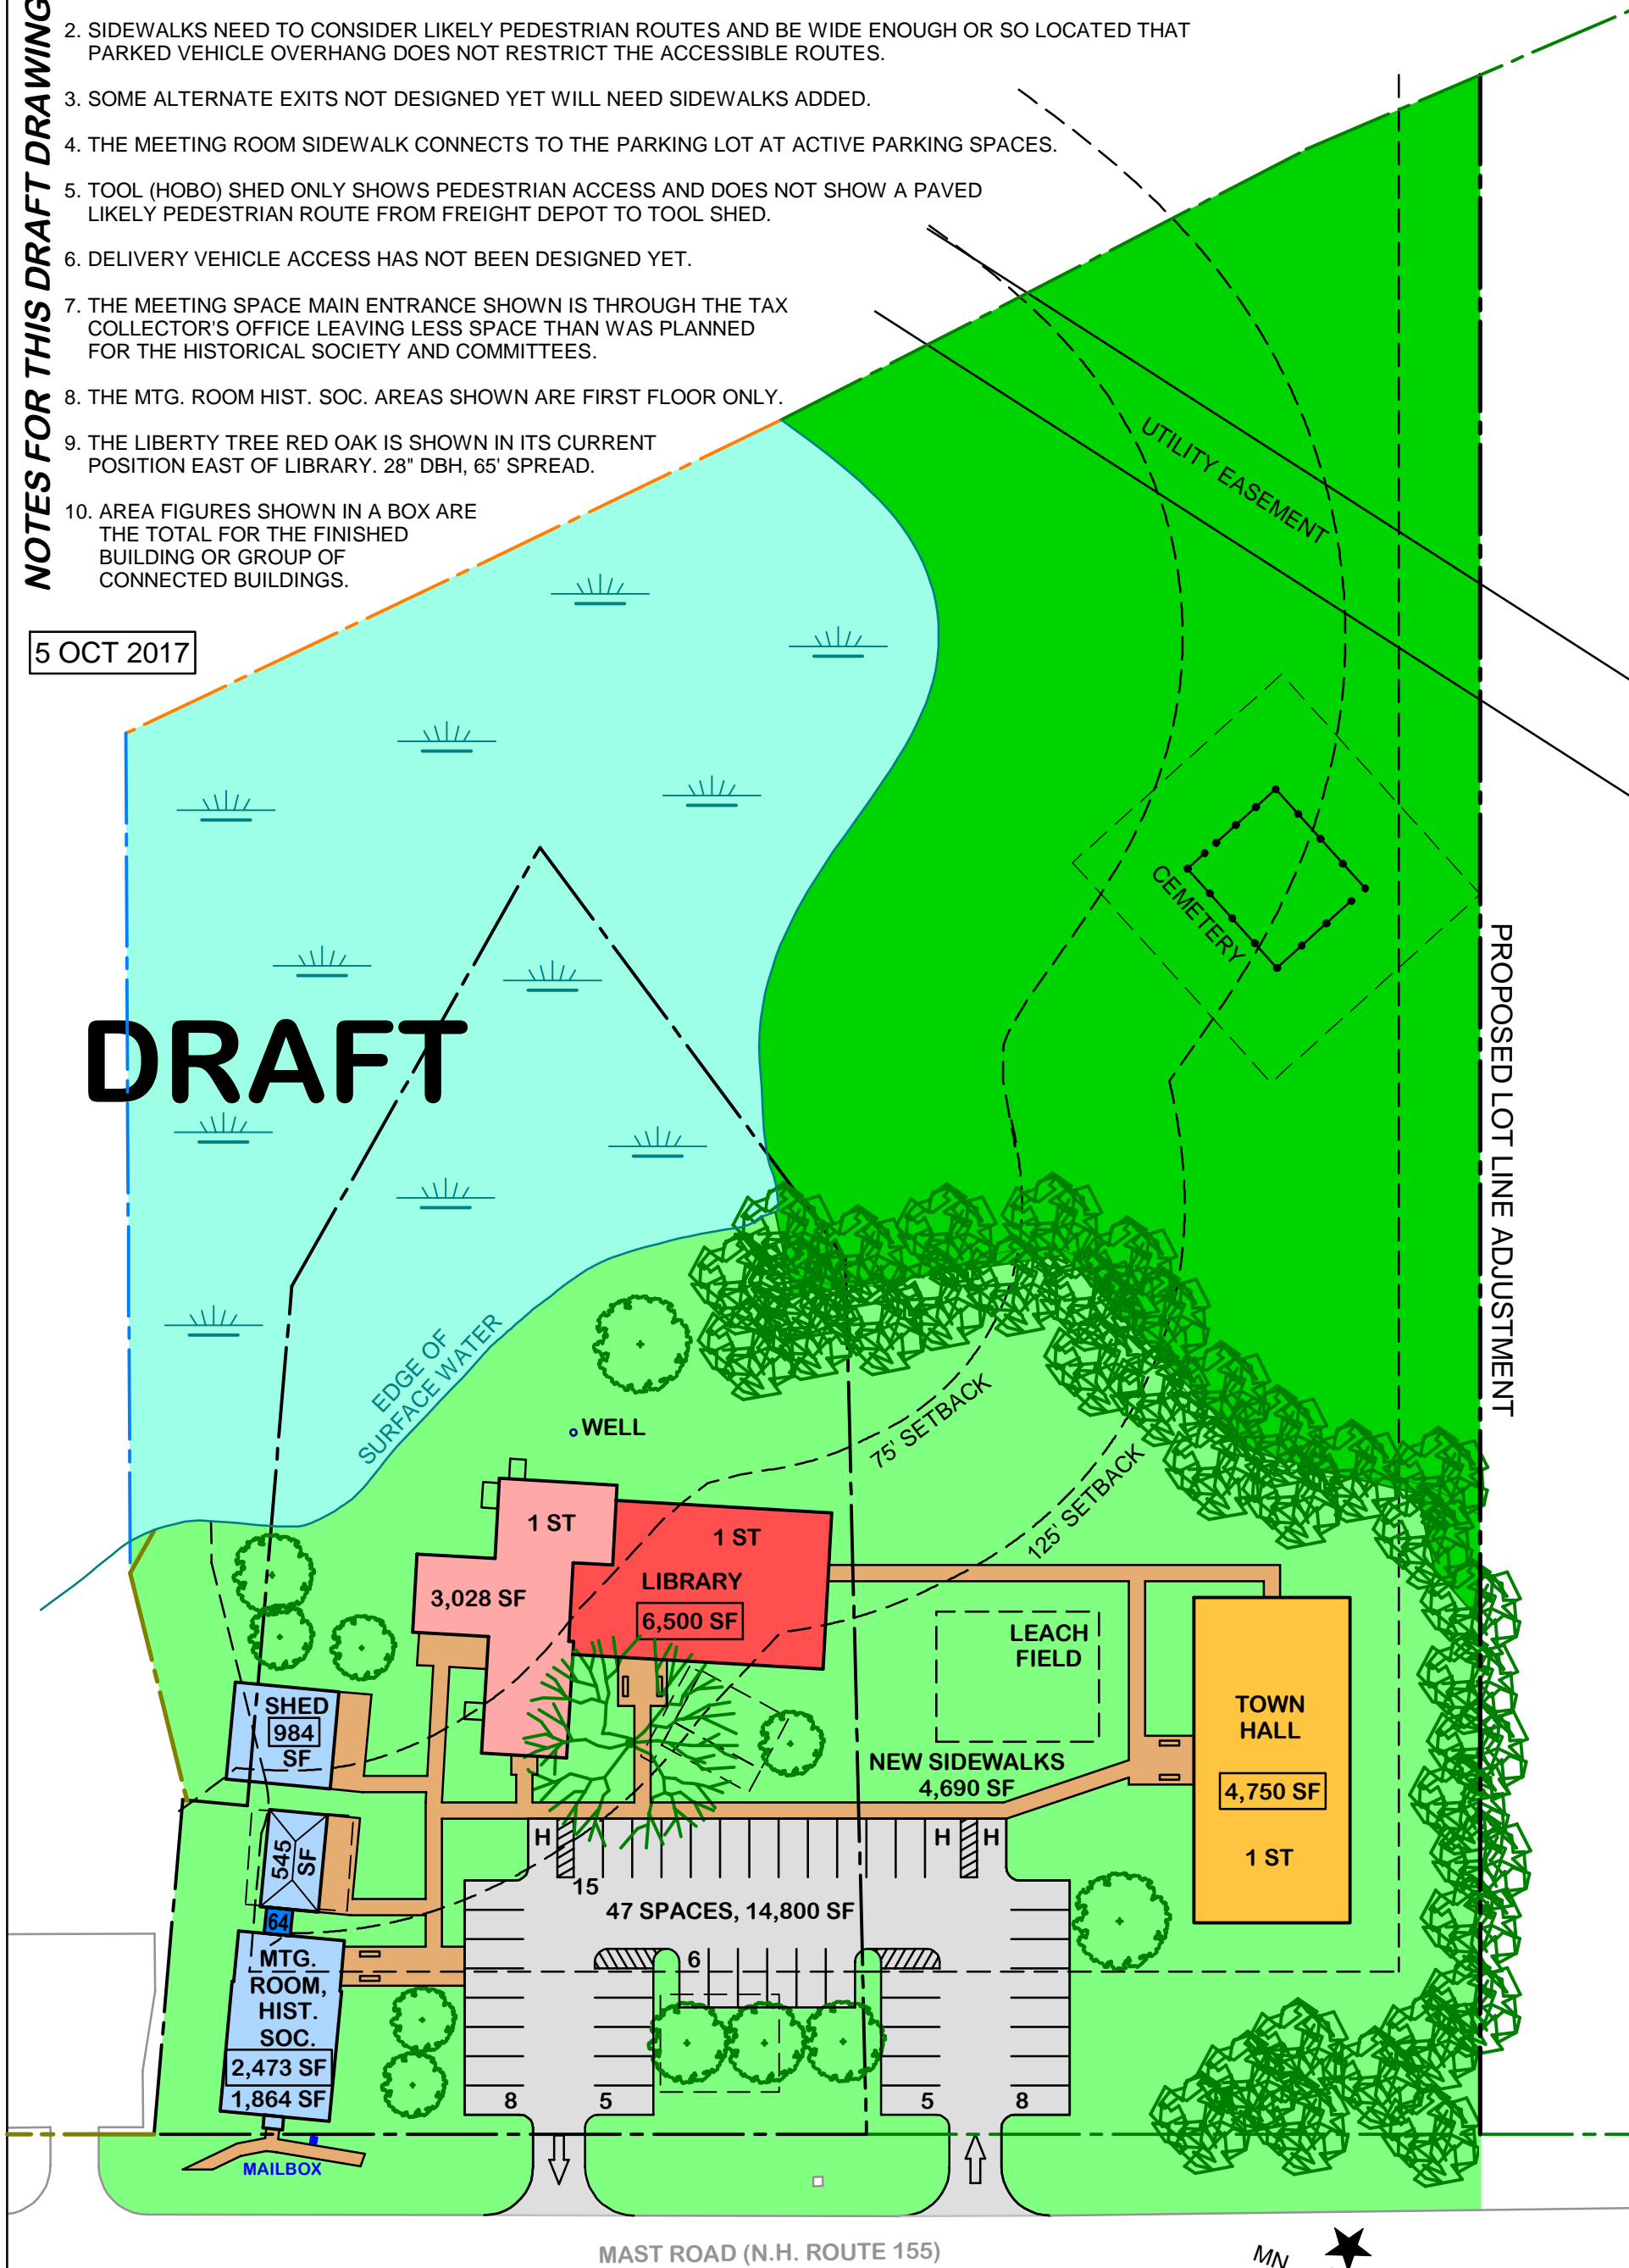 NOTES FOR THIS DRAFT DRAWING
2. SIDEWALKS NEED TO CONSIDER LIKELY PEDESTRIAN ROUTES AND BE WIDE ENOUGH OR SO LOCATED THAT
PARKED VEHICLE OVERHANG DOES NOT RESTRICT THE ACCESSIBLE ROUTES.
3. SOME ALTERNATE EXITS NOT DESIGNED YET WILL NEED SIDEWALKS ADDED.
4. THE MEETING ROOM SIDEWALK CONNECTS TO THE PARKING LOT AT ACTIVE PARKING SPACES.
5. TOOL (HOBO) SHED ONLY SHOWS PEDESTRIAN ACCESS AND DOES NOT SHOW A PAVED
LIKELY PEDESTRIAN ROUTE FROM FREIGHT DEPOT TO TOOL SHED.
6. DELIVERY VEHICLE ACCESS HAS NOT BEEN DESIGNED YET.
7. THE MEETING SPACE MAIN ENTRANCE SHOWN IS THROUGH THE TAX
COLLECTOR'S OFFICE LEAVING LESS SPACE THAN WAS PLANNED
FOR THE HISTORICAL SOCIETY AND COMMITTEES.
8. THE MTG. ROOM HIST. SOC. AREAS SHOWN ARE FIRST FLOOR ONLY.
9. THE LIBERTY TREE RED OAK IS SHOWN IN ITS CURRENT
POSITION EAST OF LIBRARY. 28" DBH, 65' SPREAD.
10. AREA FIGURES SHOWN IN A BOX ARE
THE TOTAL FOR THE FINISHED
BUILDING OR GROUP OF
CONNECTED BUILDINGS.
5 OCT 2017
UTILITY EASEMENT
CEMETERY
PROPOSED LOT LINE ADJUSTMENT
DRAFT
EDGE OF
SURFACE WATER
WELL
75' SETBACK
125' SETBACK
1 ST
3,028 SF
1 ST
LIBRARY
6,500 SF
LEACH
FIELD
TOWN
HALL
4,750 SF
1 ST
SHED
984
SF
NEW SIDEWALKS
4,690 SF
545
SF
64
H
H
H
15
47 SPACES, 14,800 SF
6
MTG.
ROOM,
HIST.
SOC.
2,473 SF
1,864 SF
8
5
5
8
MAILBOX
MAST ROAD (N.H. ROUTE 155)
MN